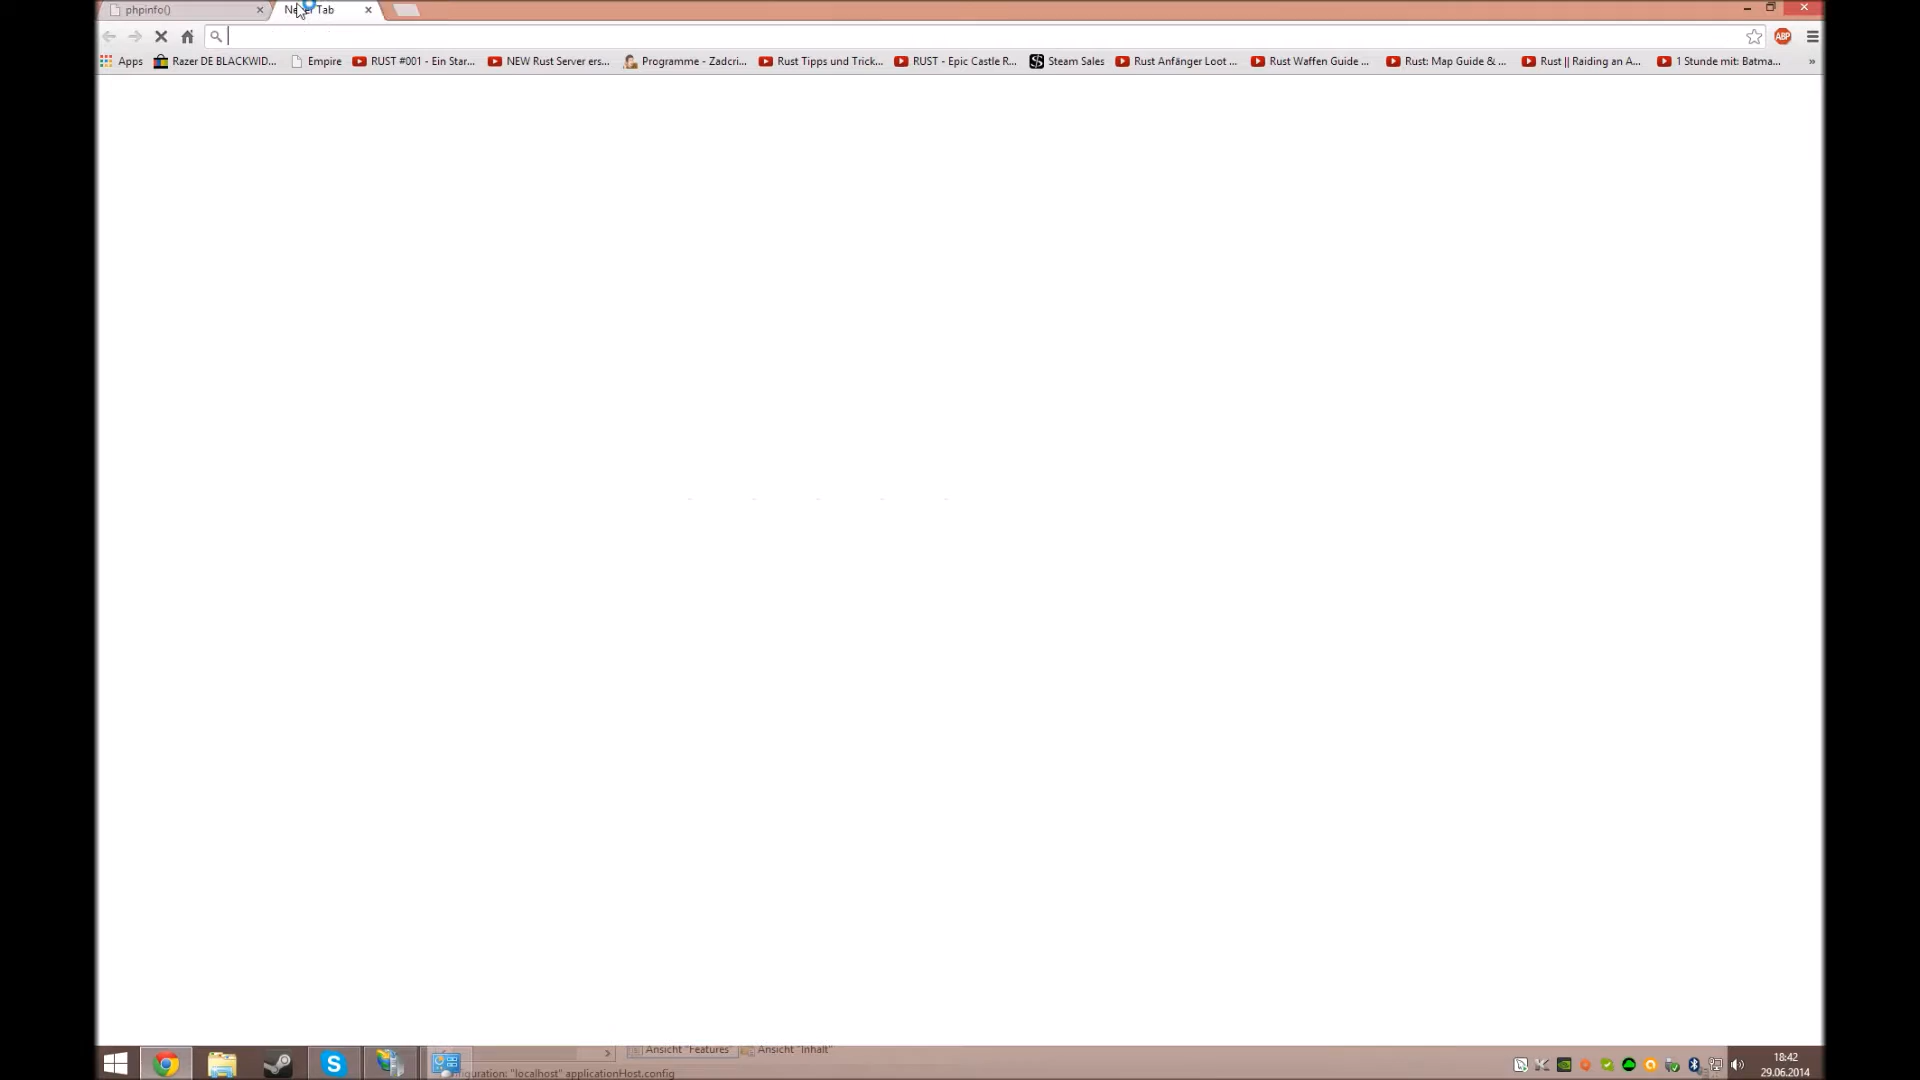 phpinfo()
Neuer Tab
ABP
Apps
Razer DE BLACKWID...
Empire
RUST #001 - Ein Star...
NEW Rust Server ers...
Programme - Zadcri...
Rust Tipps und Trick...
RUST - Epic Castle R...
Steam Sales
Rust Anfänger Loot ...
Rust Waffen Guide ...
Rust: Map Guide & ...
Rust || Raiding an A...
1 Stunde mit: Batma...
Ansicht "Features"
Ansicht "Inhalt"
"localhost" applicationHost.config
18:42
29.06.2014